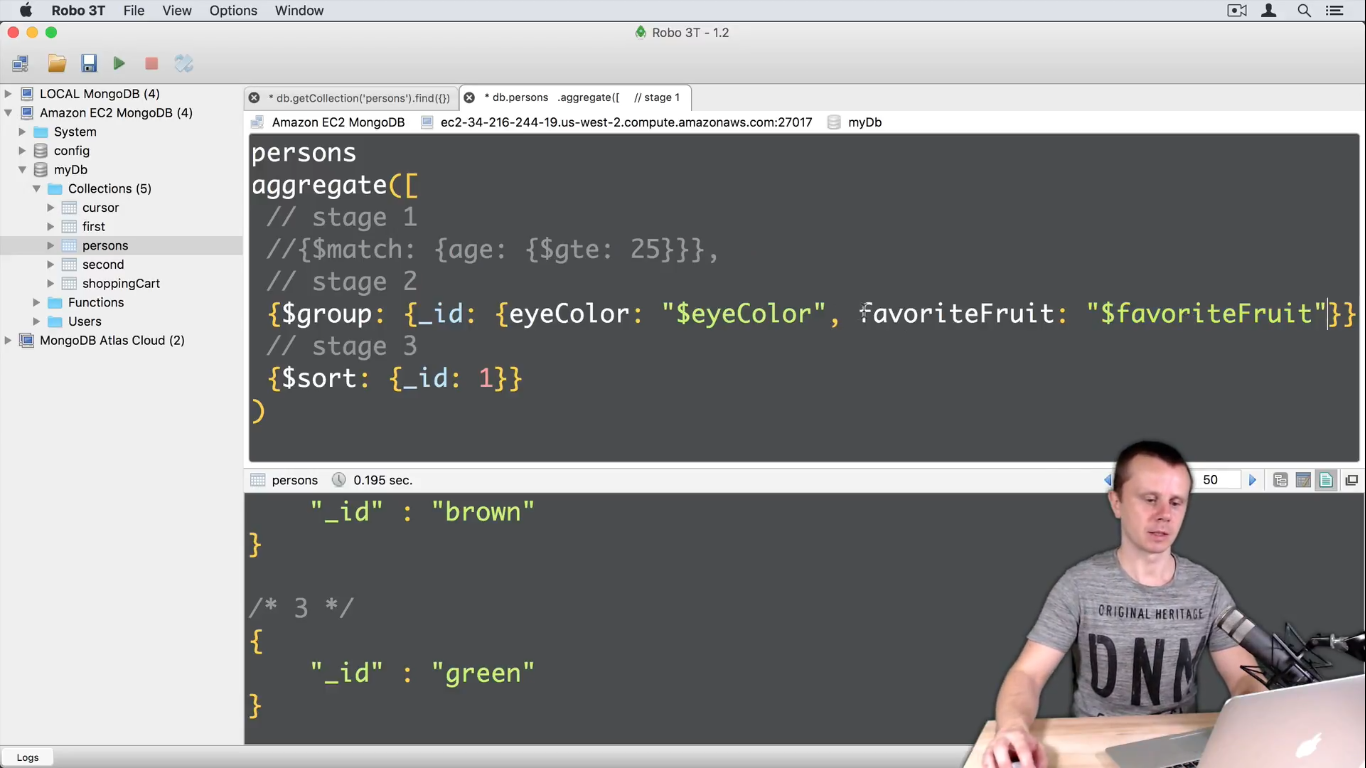 Robo 3T File View Options Window
Robo 3T - 1.2
* db.getCollection('persons').find({}) * db.persons .aggregate([ // stage 1
Amazon EC2 MongoDB ec2-34-216-244-19.us-west-2.compute.amazonaws.com:27017 myDb
LOCAL MongoDB (4)
Amazon EC2 MongoDB (4)
System
config
myDb
Collections (5)
cursor
first
persons
second
shoppingCart
Functions
Users
MongoDB Atlas Cloud (2)
persons
aggregate([
// stage 1
//{$match: {age: {$gte: 25}}},
// stage 2
{$group: {_id: {eyeColor: "$eyeColor", favoriteFruit: "$favoriteFruit"}}
// stage 3
{$sort: {_id: 1}}
)
persons 0.195 sec. 50
"_id" : "brown"
}
/* 3 */
{
"_id" : "green"
}
ORIGINAL HERITAGE
DNM
Logs